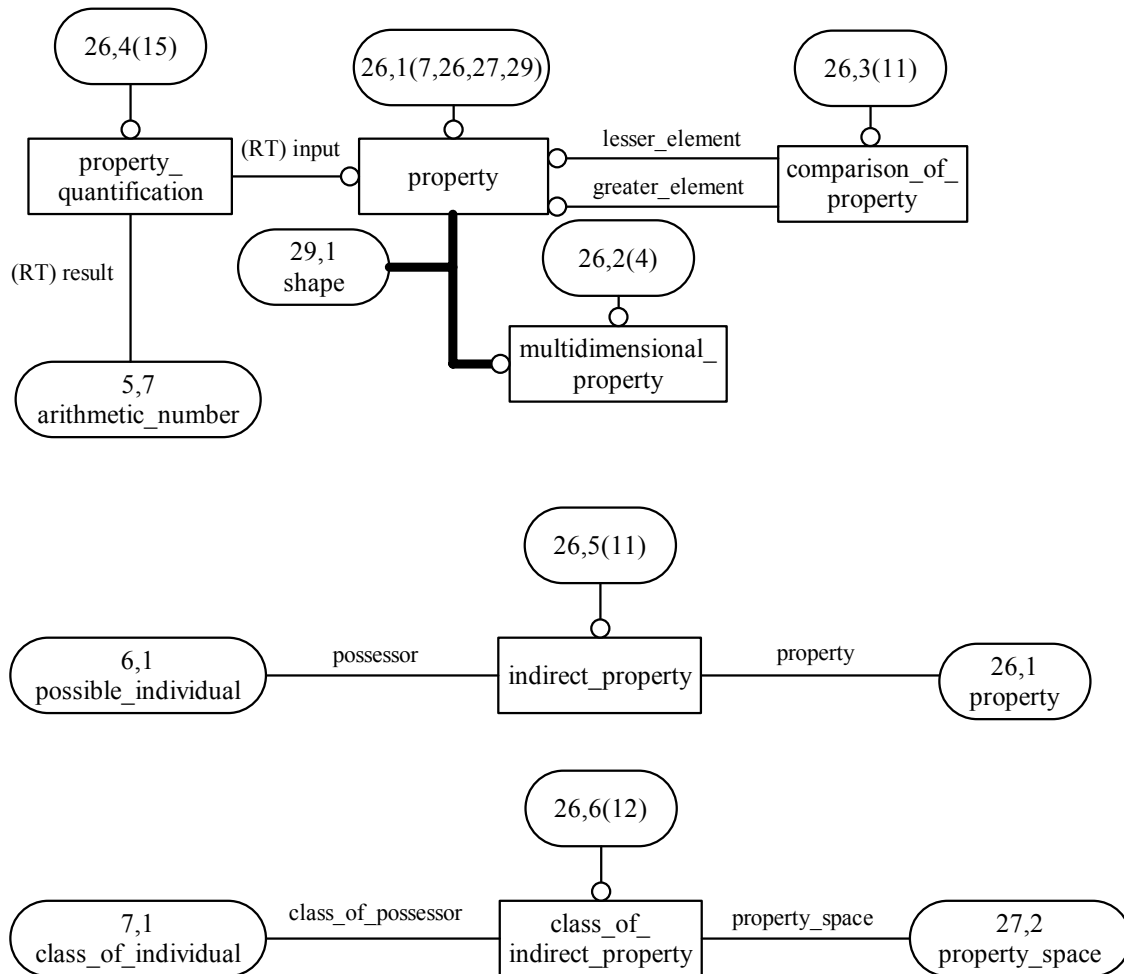 26,4(15)
26,1(7,26,27,29)
26,3(11)
property_
quantification
(RT) input
property
lesser_element
greater_element
comparison_of_
property
(RT) result
29,1
shape
26,2(4)
multidimensional_
property
5,7
arithmetic_number
26,5(11)
6,1
possible_individual
possessor
indirect_property
property
26,1
property
26,6(12)
7,1
class_of_individual
class_of_possessor
class_of_
indirect_property
property_space
27,2
property_space